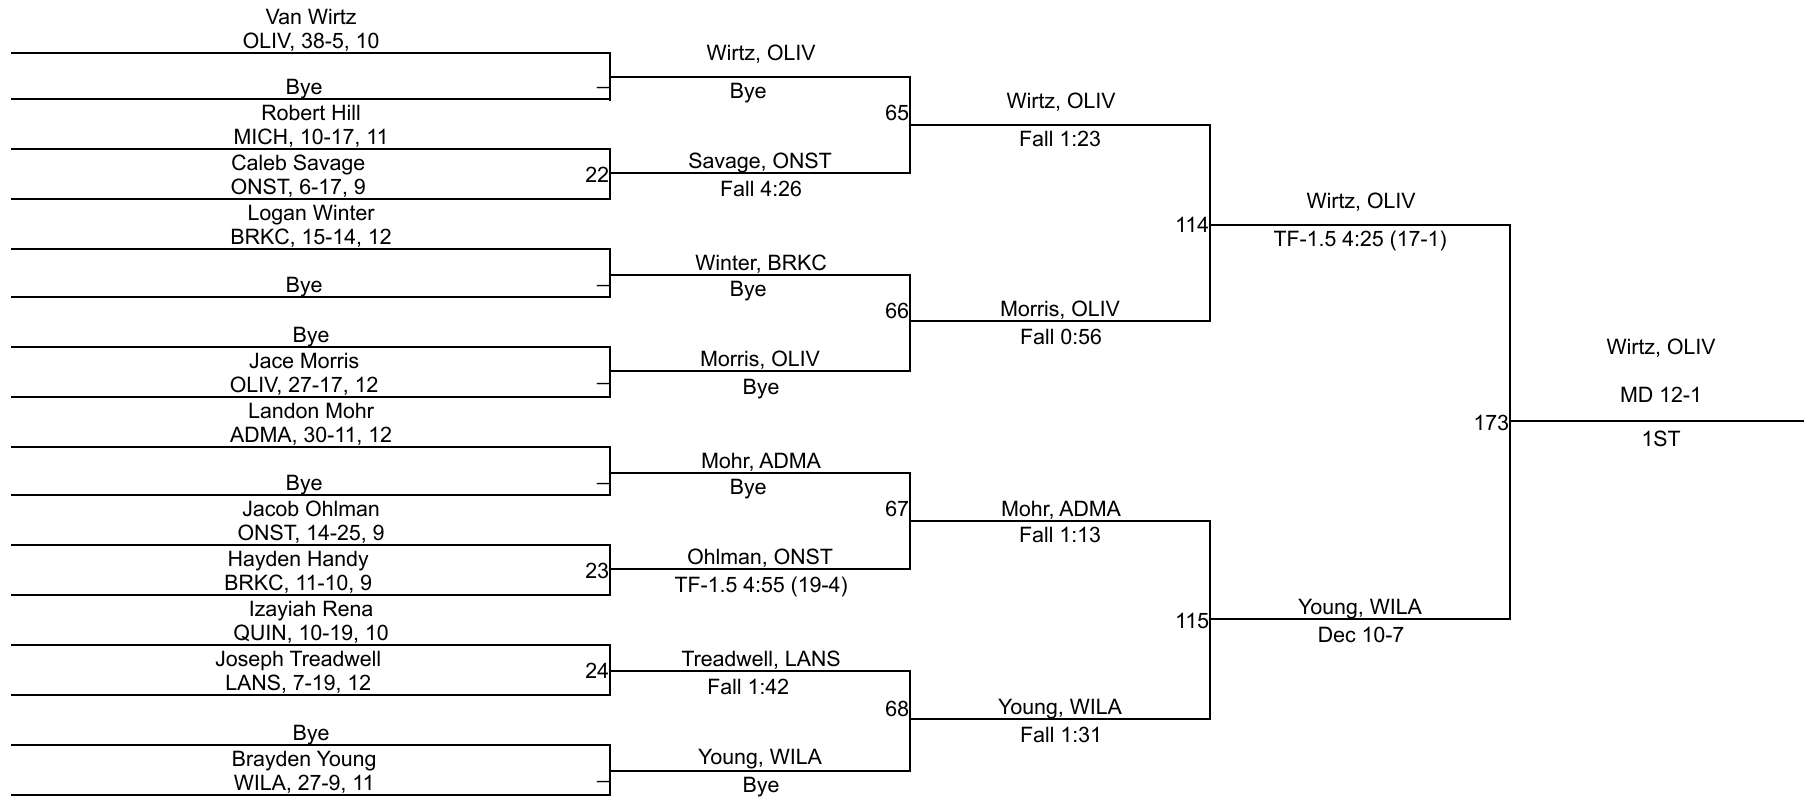 Van Wirtz
OLIV, 38-5, 10
Bye
Robert Hill
MICH, 10-17, 11
Caleb Savage
ONST, 6-17, 9
22
Logan Winter
BRKC, 15-14, 12
Bye
Bye
Jace Morris
OLIV, 27-17, 12
Landon Mohr
ADMA, 30-11, 12
Bye
Jacob Ohlman
ONST, 14-25, 9
Hayden Handy
BRKC, 11-10, 9
23
Izayiah Rena
QUIN, 10-19, 10
Joseph Treadwell
LANS, 7-19, 12
24
Bye
Brayden Young
WILA, 27-9, 11
Wirtz, OLIV
Bye
65
Savage, ONST
Fall 4:26
Winter, BRKC
Bye
66
Morris, OLIV
Bye
Mohr, ADMA
Bye
67
Ohlman, ONST
TF-1.5 4:55 (19-4)
Treadwell, LANS
Fall 1:42
68
Young, WILA
Bye
Wirtz, OLIV
Fall 1:23
114
Morris, OLIV
Fall 0:56
Mohr, ADMA
Fall 1:13
115
Young, WILA
Fall 1:31
Wirtz, OLIV
TF-1.5 4:25 (17-1)
173
Young, WILA
Dec 10-7
Wirtz, OLIV
MD 12-1
1ST